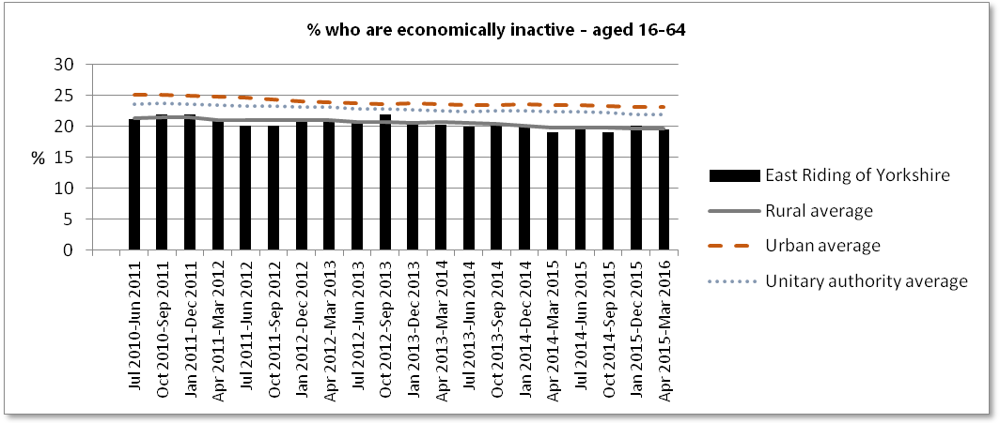 % who are economically inactive - aged 16-64
30
25
20
15
10
5
0
%
Jul 2010-Jun 2011
Oct 2010-Sep 2011
Jan 2011-Dec 2011
Apr 2011-Mar 2012
Jul 2011-Jun 2012
Oct 2011-Sep 2012
Jan 2012-Dec 2012
Apr 2012-Mar 2013
Jul 2012-Jun 2013
Oct 2012-Sep 2013
Jan 2013-Dec 2013
Apr 2013-Mar 2014
Jul 2013-Jun 2014
Oct 2013-Sep 2014
Jan 2014-Dec 2014
Apr 2014-Mar 2015
Jul 2014-Jun 2015
Oct 2014-Sep 2015
Jan 2015-Dec 2015
Apr 2015-Mar 2016
East Riding of Yorkshire
Rural average
Urban average
Unitary authority average